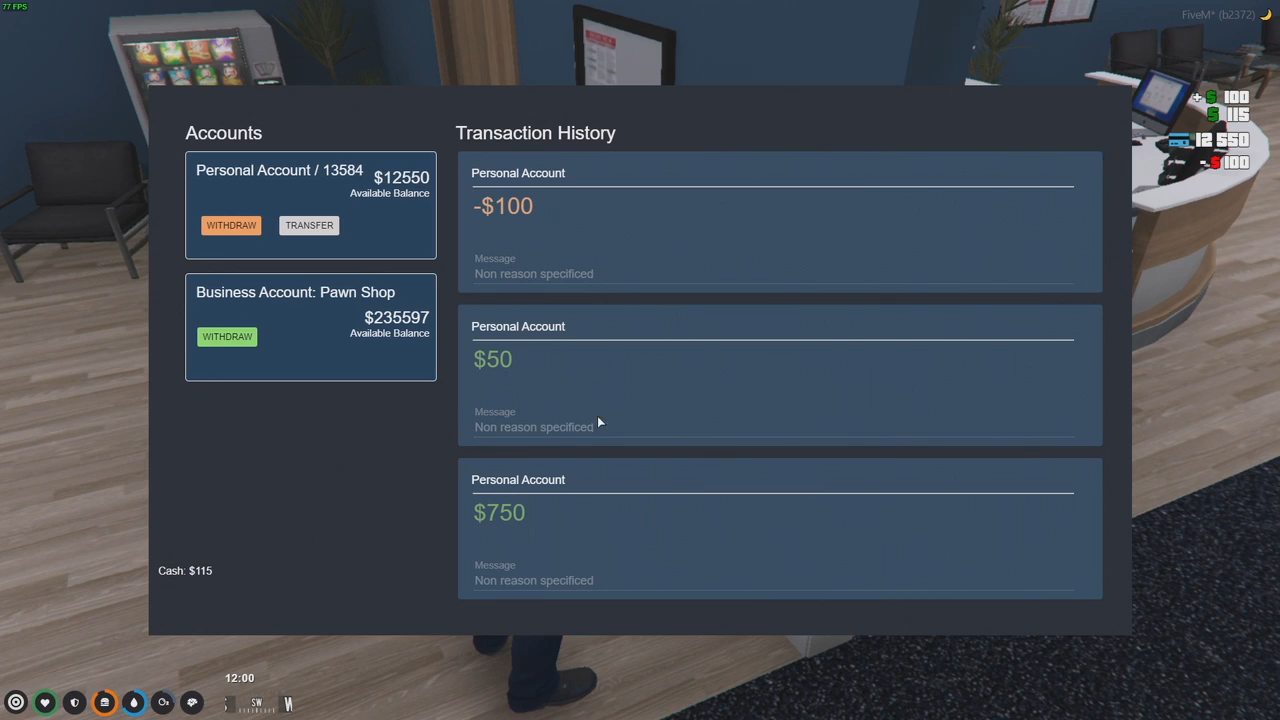 77 FPS
FiveM* (b2372)
+ $ 100
$ 115
12 550
- $ 100
Accounts
Personal Account / 13584
$12550
Available Balance
WITHDRAW
TRANSFER
Business Account: Pawn Shop
$235597
Available Balance
WITHDRAW
Cash: $115
Transaction History
Personal Account
-$100
Message
Non reason specificed
Personal Account
$50
Message
Non reason specificed
Personal Account
$750
Message
Non reason specificed
12:00
SW
W
O₂